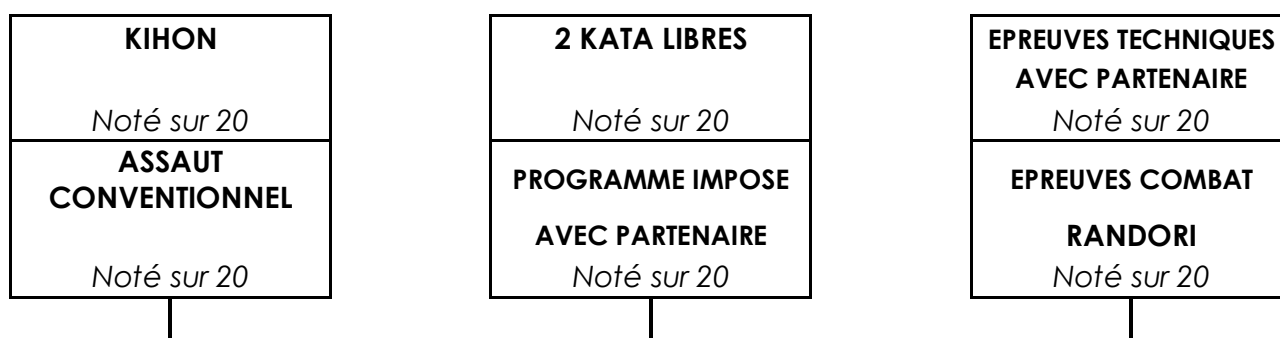 KIHON
Noté sur 20
ASSAUT
CONVENTIONNEL
Noté sur 20
2 KATA LIBRES
Noté sur 20
PROGRAMME IMPOSE
AVEC PARTENAIRE
Noté sur 20
EPREUVES TECHNIQUES
AVEC PARTENAIRE
Noté sur 20
EPREUVES COMBAT
RANDORI
Noté sur 20